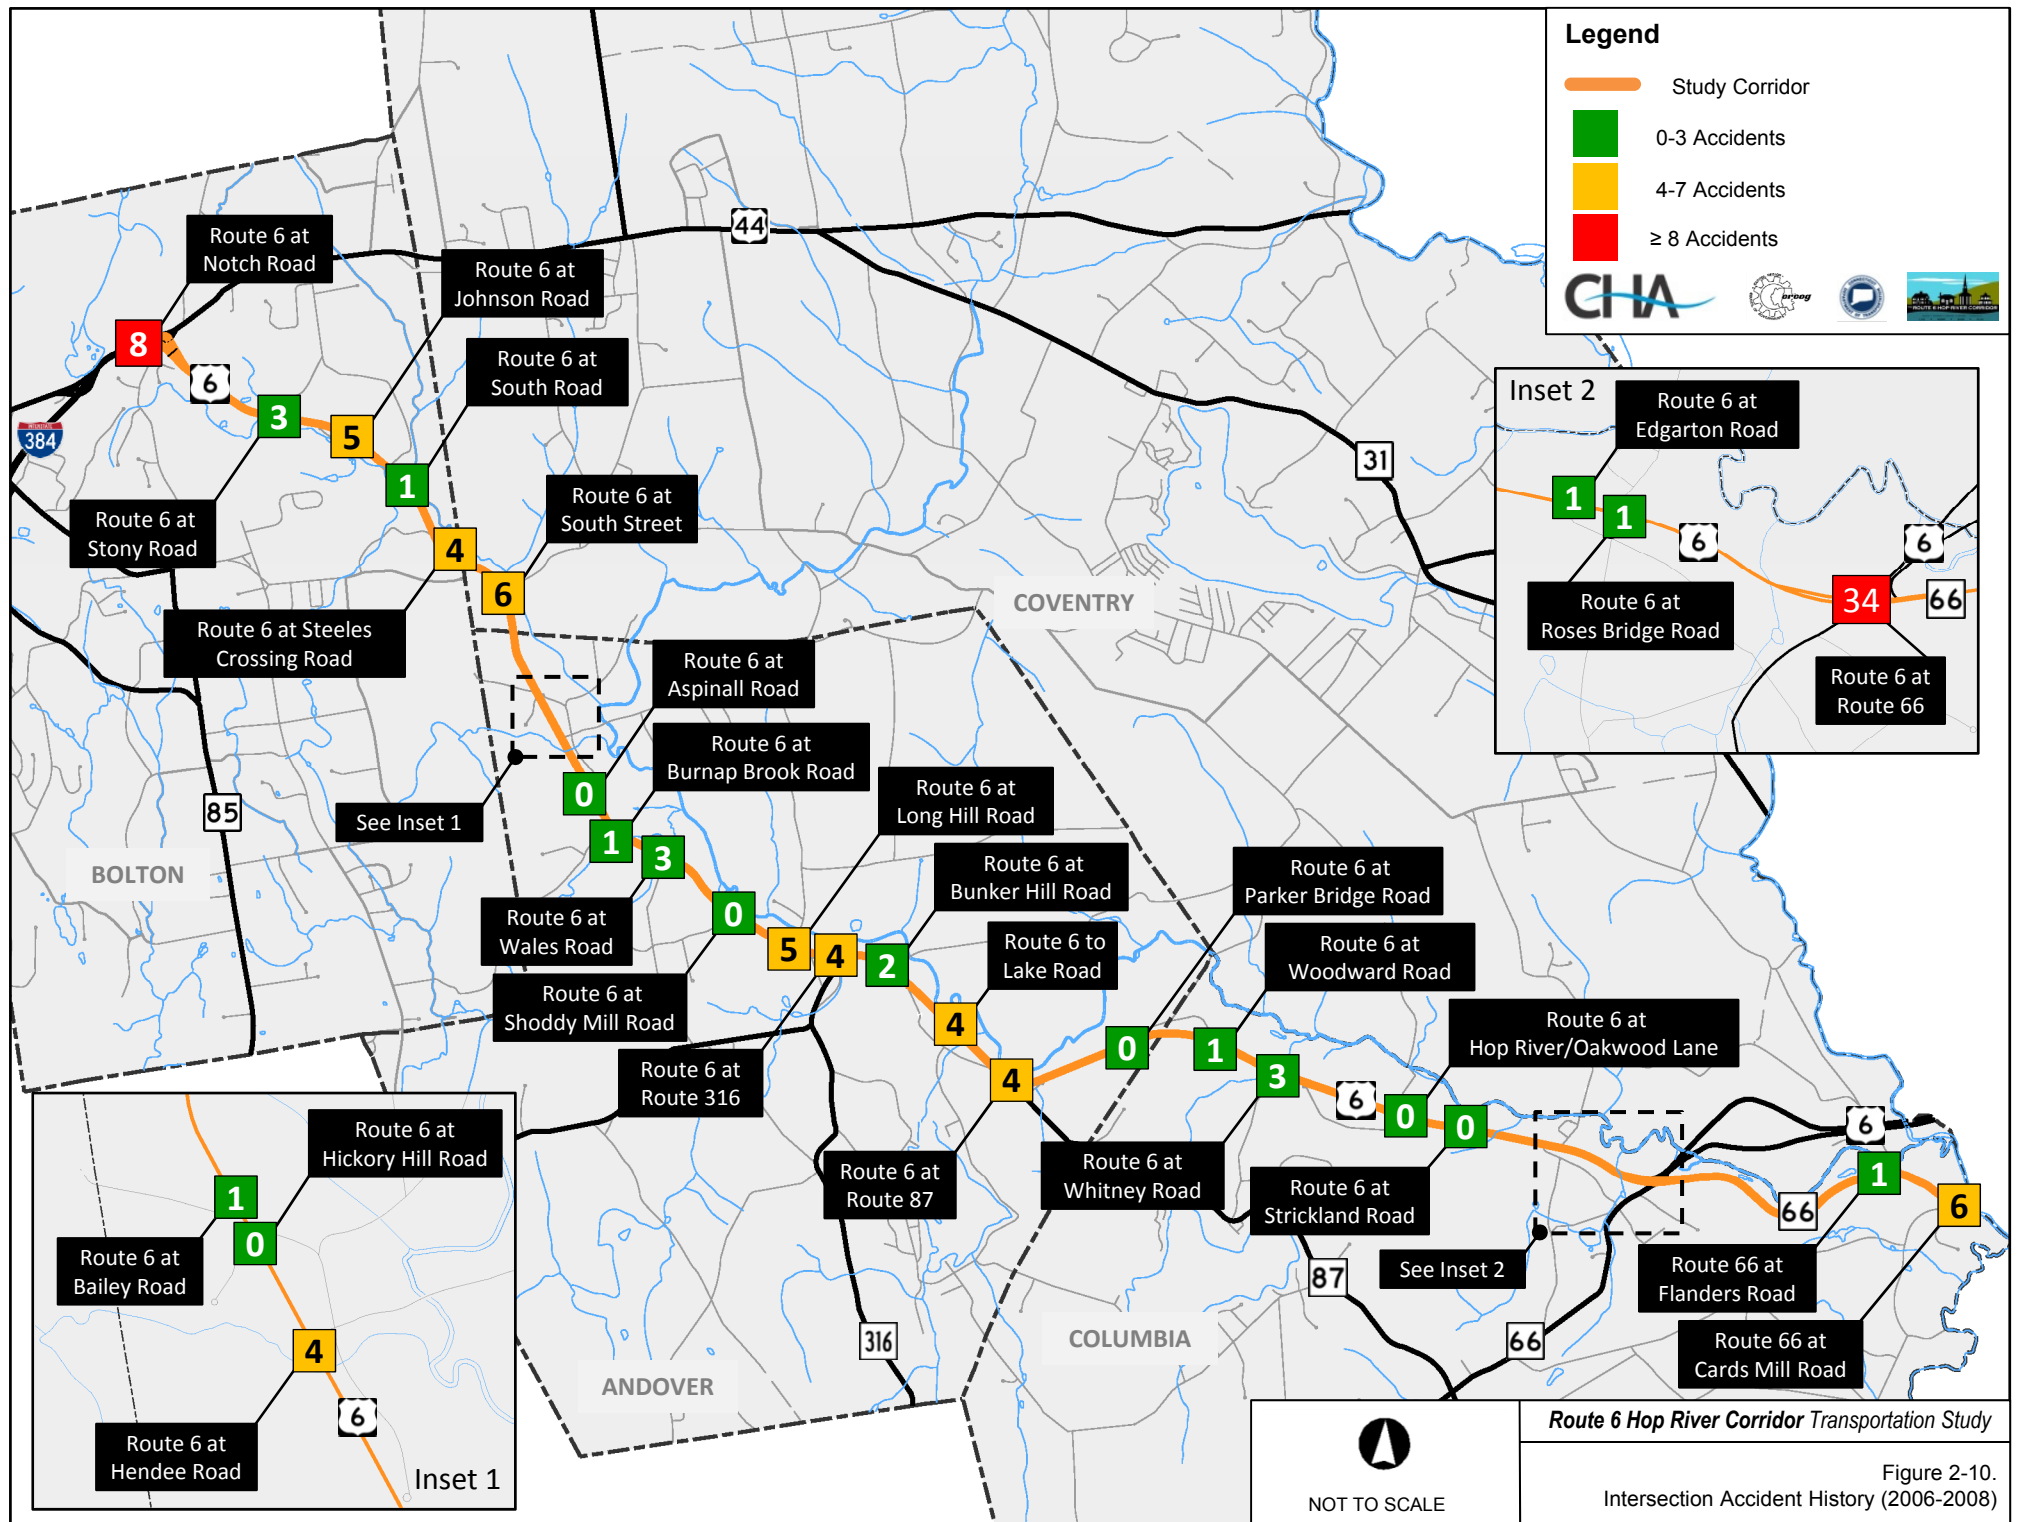 Legend
Study Corridor
0-3 Accidents
4-7 Accidents
≥ 8 Accidents
CHA
ROUTE 6 HOP RIVER CORRIDOR
44
Route 6 at
Notch Road
8
6
INTERSTATE
384
3
5
Route 6 at
Johnson Road
Route 6 at
South Road
1
Route 6 at
Stony Road
4
Route 6 at
South Street
6
Route 6 at Steeles
Crossing Road
31
COVENTRY
Inset 2
Route 6 at
Edgarton Road
1
1
6
6
34
66
Route 6 at
Roses Bridge Road
Route 6 at
Route 66
Route 6 at
Aspinall Road
Route 6 at
Burnap Brook Road
0
See Inset 1
85
BOLTON
1
3
Route 6 at
Long Hill Road
Route 6 at
Bunker Hill Road
Route 6 at
Wales Road
0
5
4
2
Route 6 to
Lake Road
Route 6 at
Parker Bridge Road
Route 6 at
Woodward Road
Route 6 at
Shoddy Mill Road
4
Route 6 at
Route 316
4
0
1
3
6
Route 6 at
Hop River/Oakwood Lane
0
0
Route 6 at
Route 87
Route 6 at
Whitney Road
Route 6 at
Strickland Road
87
See Inset 2
6
66
1
6
Route 66 at
Flanders Road
Route 66 at
Cards Mill Road
66
316
COLUMBIA
ANDOVER
Route 6 at
Hickory Hill Road
1
0
Route 6 at
Bailey Road
4
6
Route 6 at
Hendee Road
Inset 1
NOT TO SCALE
Route 6 Hop River Corridor Transportation Study
Figure 2-10.
Intersection Accident History (2006-2008)